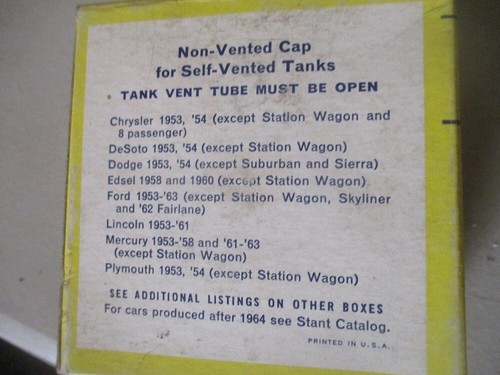 Non-Vented Cap
for Self-Vented Tanks
TANK VENT TUBE MUST BE OPEN
Chrysler 1953, '54 (except Station Wagon and
8 passenger)
DeSoto 1953, '54 (except Station Wagon)
Dodge 1953, '54 (except Suburban and Sierra)
Edsel 1958 and 1960 (except Station Wagon)
Ford 1953-'63 (except Station Wagon, Skyliner
and '62 Fairlane)
Lincoln 1953-'61
Mercury 1953-'58 and '61-'63
(except Station Wagon)
Plymouth 1953, '54 (except Station Wagon)
SEE ADDITIONAL LISTINGS ON OTHER BOXES
For cars produced after 1964 see Stant Catalog.
PRINTED IN U.S.A.